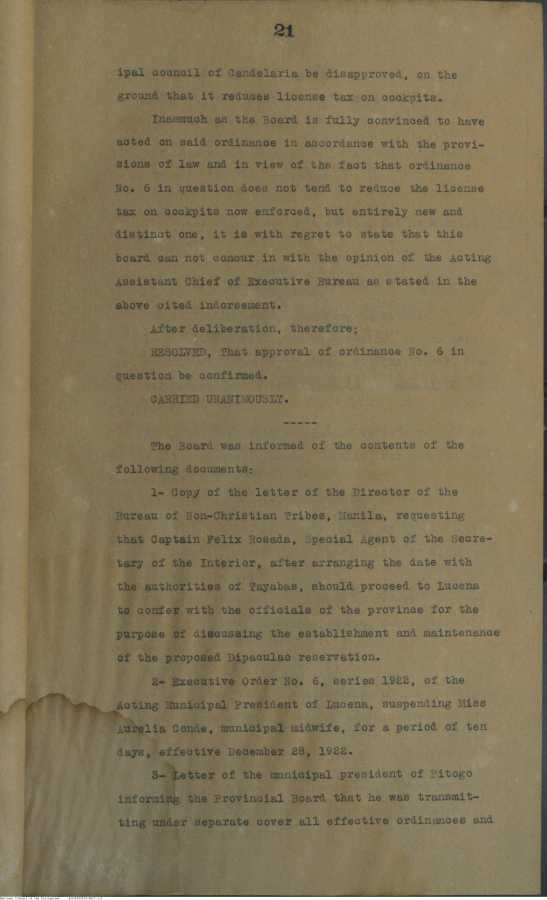 21
ipal council of Candelaria be disapproved, on the
ground that it reduces license tax on cockpits.
Inasmuch as the Board is fully convinced to have
acted on said ordinance in accordance with the provi-
sions of law and in view of the fact that ordinance
No. 6 in question does not tend to reduce the license
tax on cockpits now enforced, but entirely new and
distinct one, it is with regret to state that this
board can not concur in with the opinion of the Acting
Assistant Chief of Executive Bureau as stated in the
above cited indorsement.
After deliberation, therefore;
RESOLVED, That approval of ordinance No. 6 in
question be confirmed.
CARRIED UNANIMOUSLY.
-----
The Board was informed of the contents of the
following documents:
1- Copy of the letter of the Director of the
Bureau of Non-Christian Tribes, Manila, requesting
that Captain Felix Rosada, Special Agent of the Secre-
tary of the Interior, after arranging the date with
the authorities of Tayabas, should proceed to Lucena
to confer with the officials of the province for the
purpose of discussing the establishment and maintenance
of the proposed Dipaculao reservation.
2- Executive Order No. 6, series 1922, of the
Acting Municipal President of Lucena, suspending Miss
Aurelia Conde, municipal midwife, for a period of ten
days, effective December 28, 1922.
3- Letter of the municipal president of Pitogo
informing the Provincial Board that he was transmit-
ting under separate cover all effective ordinances and
National Library of the Philippines